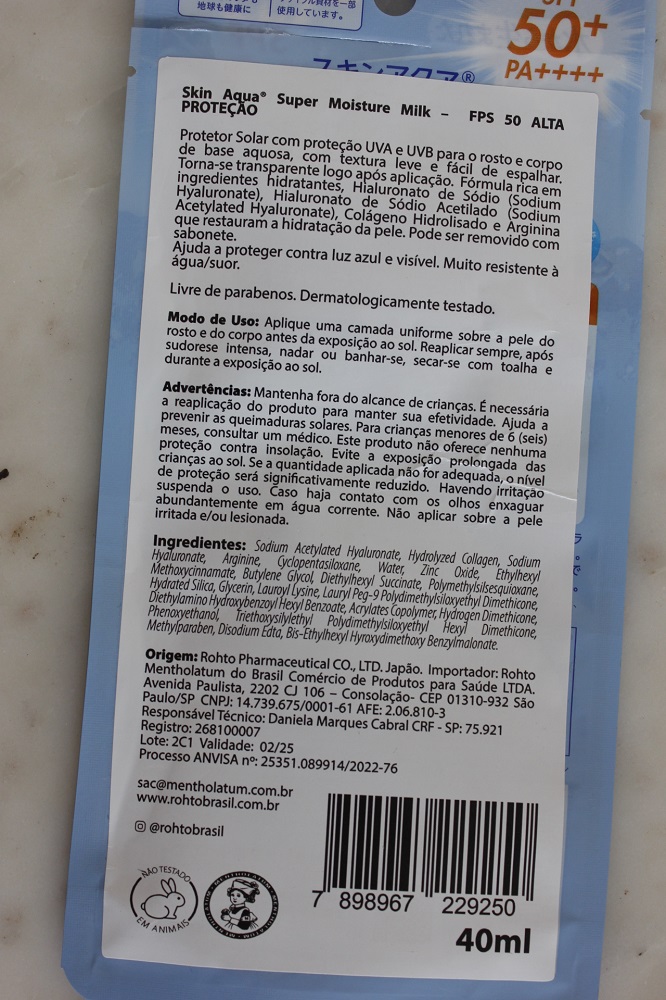 地球も健康に
使用しています。
50+
PA++++
スキンアクア®
Skin Aqua® Super Moisture Milk – FPS 50 ALTA
PROTEÇÃO
Protetor Solar com proteção UVA e UVB para o rosto e corpo
de base aquosa, com textura leve e fácil de espalhar.
Torna-se transparente logo após aplicação. Fórmula rica em
ingredientes hidratantes, Hialuronato de Sódio (Sodium
Hyaluronate), Hialuronato de Sódio Acetilado (Sodium
Acetylated Hyaluronate), Colágeno Hidrolisado e Arginina
que restauram a hidratação da pele. Pode ser removido com
sabonete.
Ajuda a proteger contra luz azul e visível. Muito resistente à
água/suor.
Livre de parabenos. Dermatologicamente testado.
Modo de Uso: Aplique uma camada uniforme sobre a pele do
rosto e do corpo antes da exposição ao sol. Reaplicar sempre, após
sudorese intensa, nadar ou banhar-se, secar-se com toalha e
durante a exposição ao sol.
Advertências: Mantenha fora do alcance de crianças. É necessária
a reaplicação do produto para manter sua efetividade. Ajuda a
prevenir as queimaduras solares. Para crianças menores de 6 (seis)
meses, consultar um médico. Este produto não oferece nenhuma
proteção contra insolação. Evite a exposição prolongada das
crianças ao sol. Se a quantidade aplicada não for adequada, o nível
de proteção será significativamente reduzido. Havendo irritação
suspenda o uso. Caso haja contato com os olhos enxaguar
abundantemente em água corrente. Não aplicar sobre a pele
irritada e/ou lesionada.
Ingredientes: Sodium Acetylated Hyaluronate, Hydrolyzed Collagen, Sodium
Hyaluronate, Arginine, Cyclopentasiloxane, Water, Zinc Oxide, Ethylhexyl
Methoxycinnamate, Butylene Glycol, Diethylhexyl Succinate, Polymethylsilsesquioxane,
Hydrated Silica, Glycerin, Lauroyl Lysine, Lauryl Peg-9 Polydimethylsiloxyethyl Dimethicone,
Diethylamino Hydroxybenzoyl Hexyl Benzoate, Acrylates Copolymer, Hydrogen Dimethicone,
Phenoxyethanol, Triethoxysilylethyl Polydimethylsiloxyethyl Hexyl Dimethicone,
Methylparaben, Disodium Edta, Bis-Ethylhexyl Hyroxydimethoxy Benzylmalonate.
Origem: Rohto Pharmaceutical CO., LTD. Japão. Importador: Rohto
Mentholatum do Brasil Comércio de Produtos para Saúde LTDA.
Avenida Paulista, 2202 CJ 106 – Consolação- CEP 01310-932 São
Paulo/SP CNPJ: 14.739.675/0001-61 AFE: 2.06.810-3
Responsável Técnico: Daniela Marques Cabral CRF - SP: 75.921
Registro: 268100007
Lote: 2C1 Validade: 02/25
Processo ANVISA nº: 25351.089914/2022-76
sac@mentholatum.com.br
www.rohtobrasil.com.br
@rohtobrasil
NÃO TESTADO
EM ANIMAIS
7 898967 229250
40ml